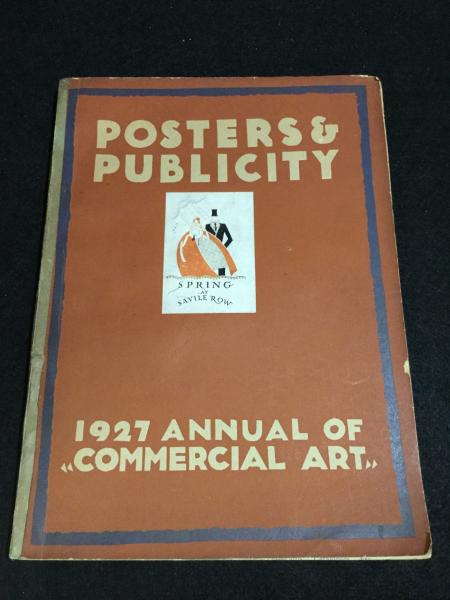 POSTERS &
PUBLICITY
SPRING
AT
SAVILE ROW
1927 ANNUAL OF
"COMMERCIAL ART"